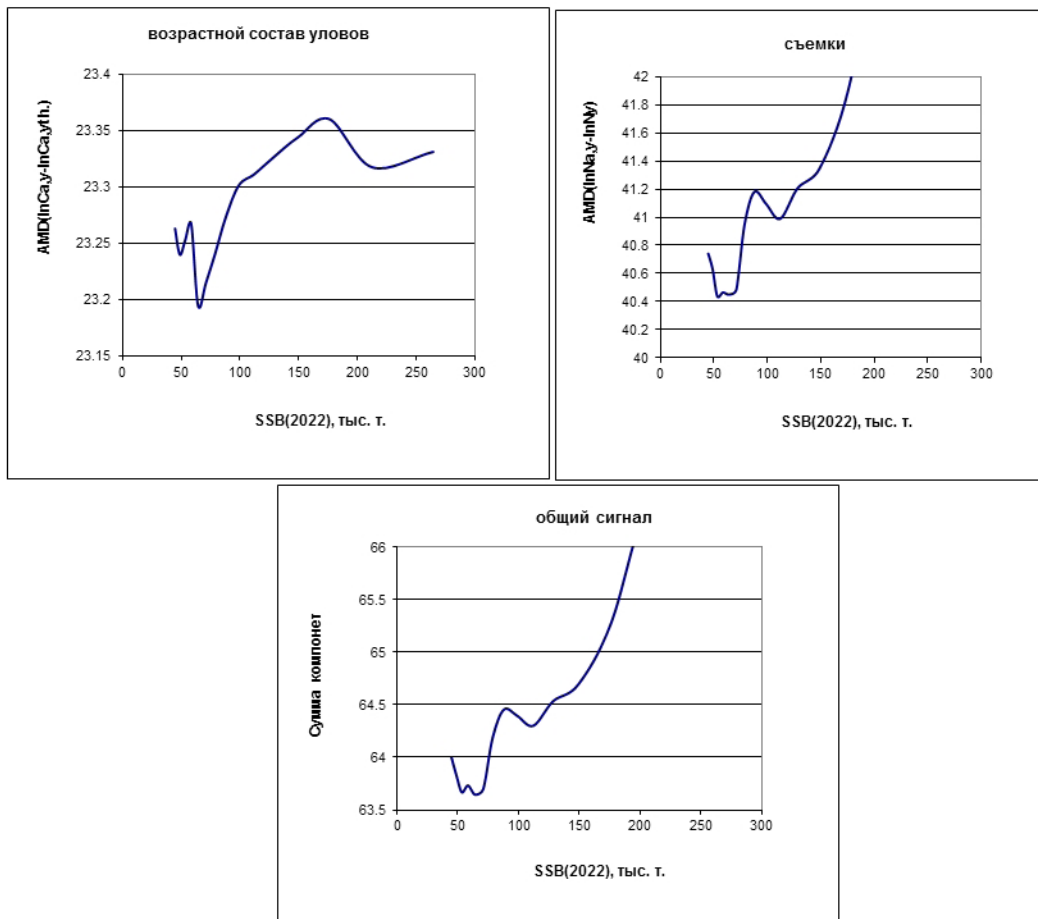 возрастной состав уловов
AMD(lnCa,y-lnCa,yth.)
23.4
23.35
23.3
23.25
23.2
23.15
0 50 100 150 200 250 300
SSB(2022), тыс. т.
съемки
AMD(lnNa,y-lnNy)
42
41.8
41.6
41.4
41.2
41
40.8
40.6
40.4
40.2
40
0 50 100 150 200 250 300
SSB(2022), тыс. т.
общий сигнал
Сумма компонет
66
65.5
65
64.5
64
63.5
0 50 100 150 200 250 300
SSB(2022), тыс. т.